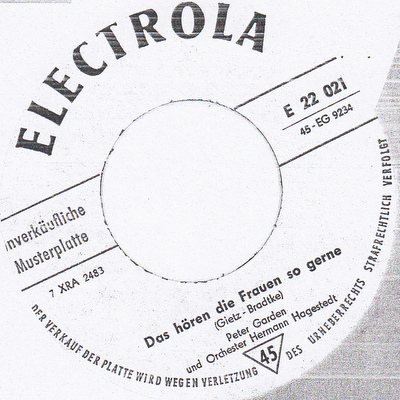 ELECTROLA
E 22 021
45-EG 9234
Unverkäufliche
Musterplatte
7 XRA 2483
Das hören die Frauen so gerne
(Gietz-Bradtke)
Peter Garden
und Orchester Hermann Hagestedt
45
DER VERKAUF DER PLATTE WIRD WEGEN VERLETZUNG DES URHEBERRECHTS STRAFRECHTLICH VERFOLGT